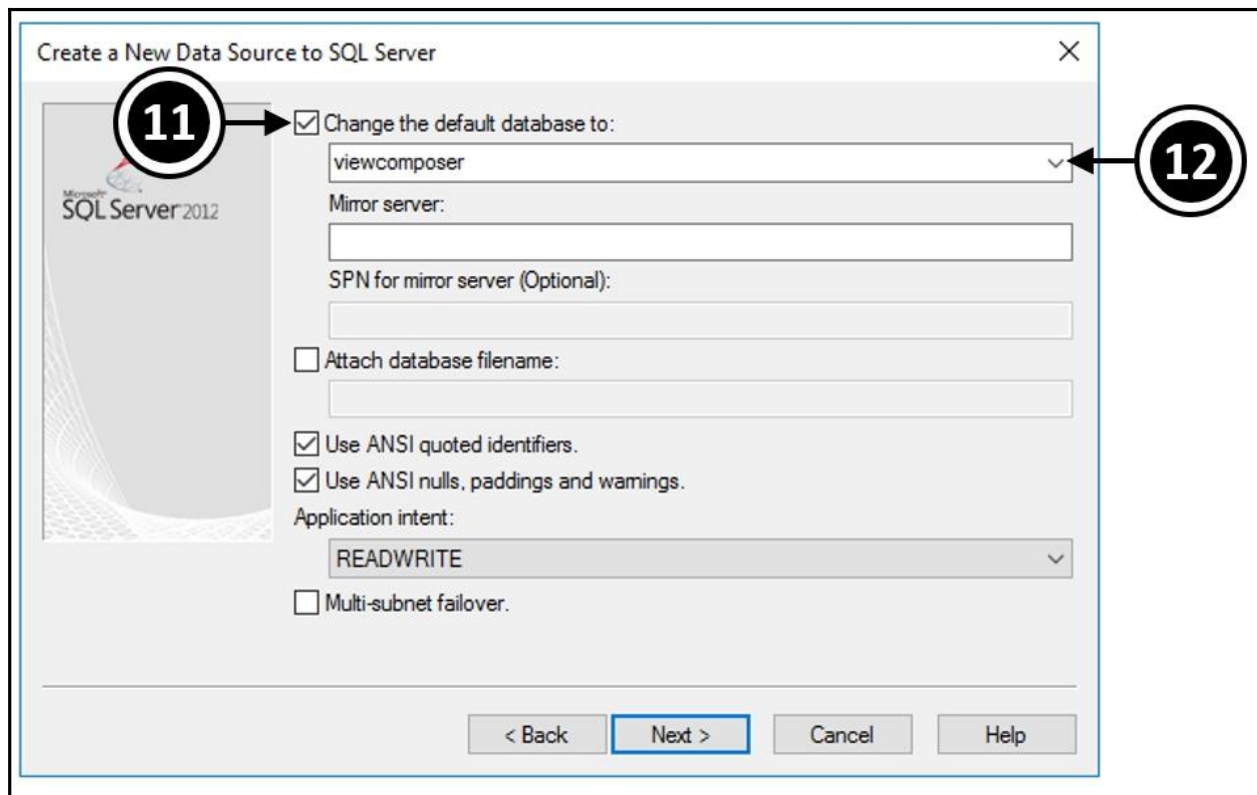 Create a New Data Source to SQL Server
11
Change the default database to:
viewcomposer
12
Microsoft
SQL Server 2012
Mirror server:
SPN for mirror server (Optional):
Attach database filename:
Use ANSI quoted identifiers.
Use ANSI nulls, paddings and warnings.
Application intent:
READWRITE
Multi-subnet failover.
< Back
Next >
Cancel
Help